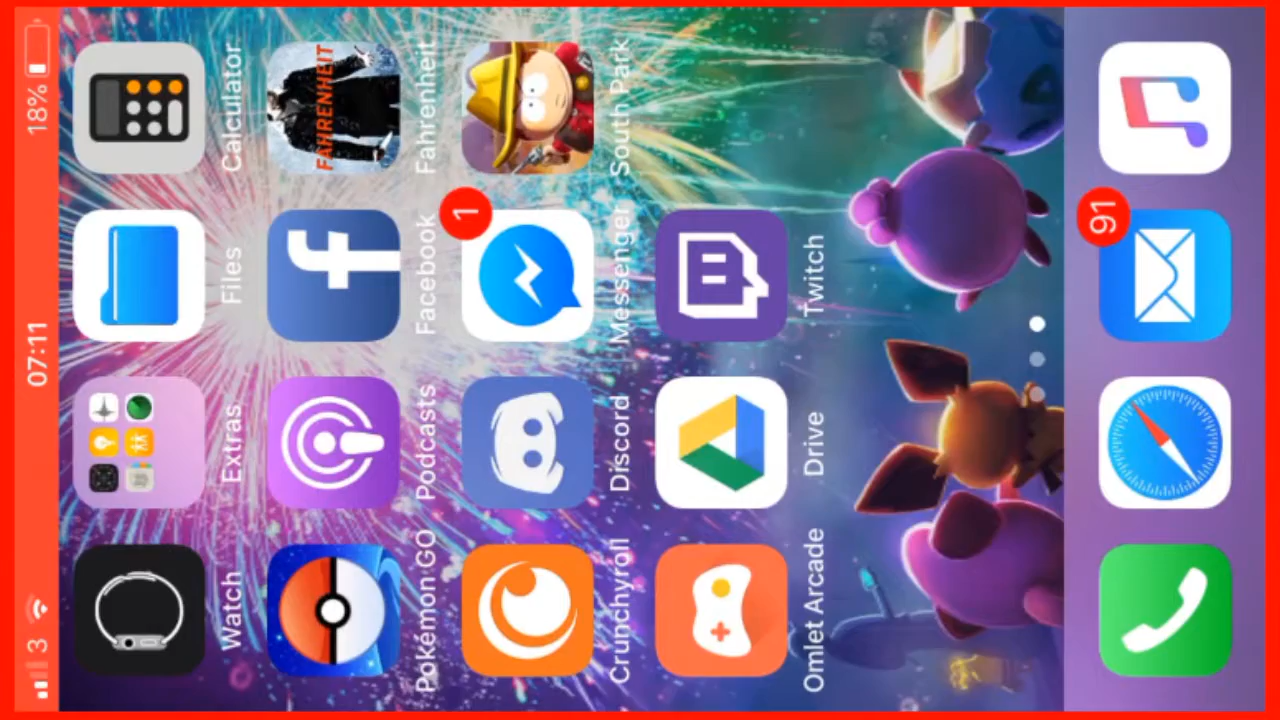 3 07:11 18%
Watch Extras Files Calculator
FAHRENHEIT
Pokémon GO Podcasts Facebook Fahrenheit
1
Crunchyroll Discord Messenger South Park
Omlet Arcade Drive Twitch
91